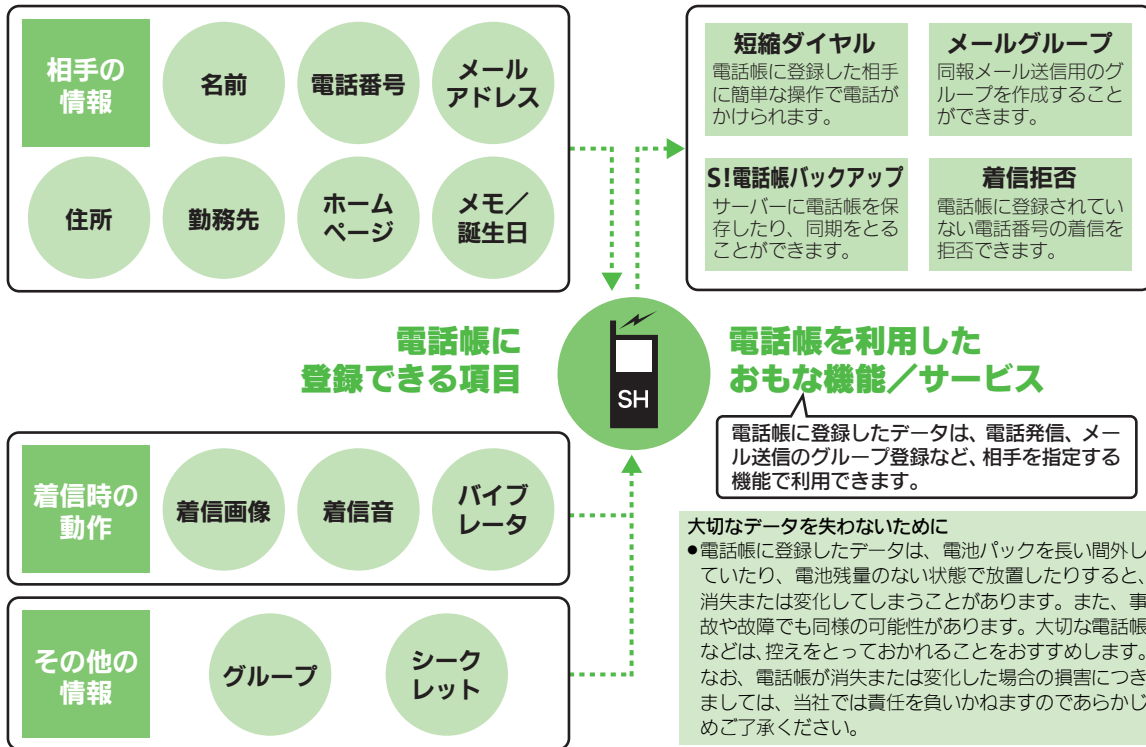 相手の
情報
名前
電話番号
メール
アドレス
住所
勤務先
ホーム
ページ
メモ／
誕生日
短縮ダイヤル
電話帳に登録した相手
に簡単な操作で電話が
かけられます。
メールグループ
同報メール送信用のグ
ループを作成すること
ができます。
S!電話帳バックアップ
サーバーに電話帳を保
存したり、同期をとる
ことができます。
着信拒否
電話帳に登録されてい
ない電話番号の着信を
拒否できます。
電話帳に
登録できる項目
SH
電話帳を利用した
おもな機能／サービス
電話帳に登録したデータは、電話発信、メー
ル送信のグループ登録など、相手を指定する
機能で利用できます。
着信時の
動作
着信画像
着信音
バイブ
レータ
その他の
情報
グループ
シーク
レット
大切なデータを失わないために
●電話帳に登録したデータは、電池パックを長い間外し
ていたり、電池残量のない状態で放置したりすると、
消失または変化してしまうことがあります。また、事
故や故障でも同様の可能性があります。大切な電話帳
などは、控えをとっておかれることをおすすめします。
なお、電話帳が消失または変化した場合の損害につき
ましては、当社では責任を負いかねますのであらかじ
めご了承ください。